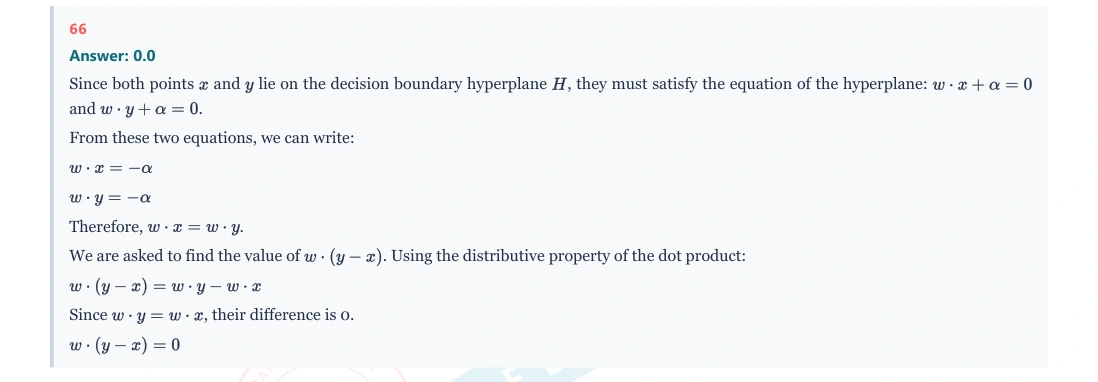 66
Answer: 0.0
Since both points x and y lie on the decision boundary hyperplane H, they must satisfy the equation of the hyperplane: w · x + α = 0
and w · y + α = 0.
From these two equations, we can write:
w · x = −α
w · y = −α
Therefore, w · x = w · y.
We are asked to find the value of w · (y − x). Using the distributive property of the dot product:
w · (y − x) = w · y − w · x
Since w · y = w · x, their difference is 0.
w · (y − x) = 0